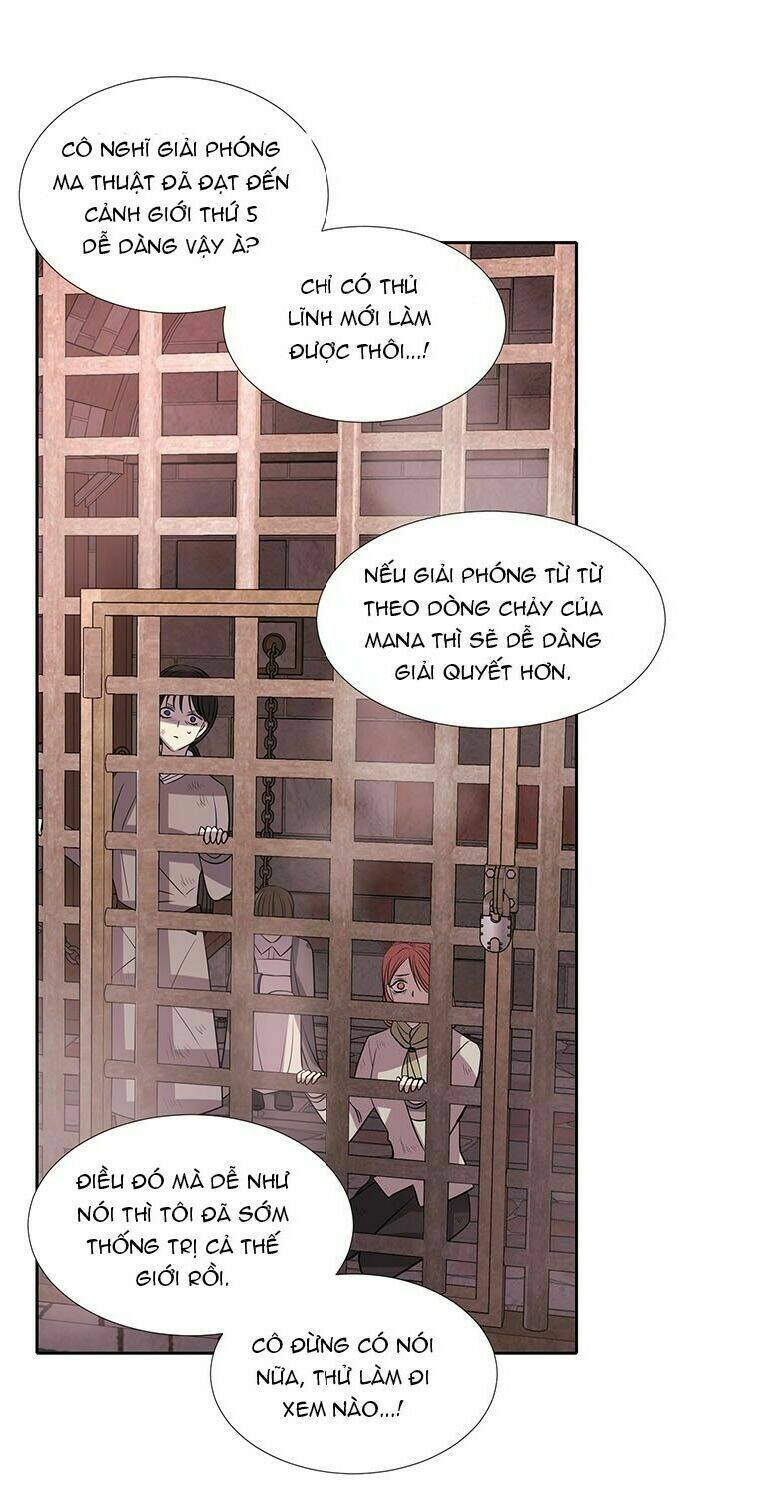 CÔ NGHĨ GIẢI PHÓNG
MA THUẬT ĐÃ ĐẠT ĐẾN
CẢNH GIỚI THỨ 5
DỄ DÀNG VẬY À?
CHỈ CÓ THỦ
LĨNH MỚI LÀM
ĐƯỢC THÔI...!
NẾU GIẢI PHÓNG TỪ TỪ
THEO DÒNG CHẢY CỦA
MANA THÌ SẼ DỄ DÀNG
GIẢI QUYẾT HƠN.
ĐIỀU ĐÓ MÀ DỄ NHƯ
NÓI THÌ TÔI ĐÃ SỚM
THỐNG TRỊ CẢ THẾ
GIỚI RỒI.
CÔ ĐỪNG CÓ NÓI
NỮA, THỬ LÀM ĐI
XEM NÀO...!